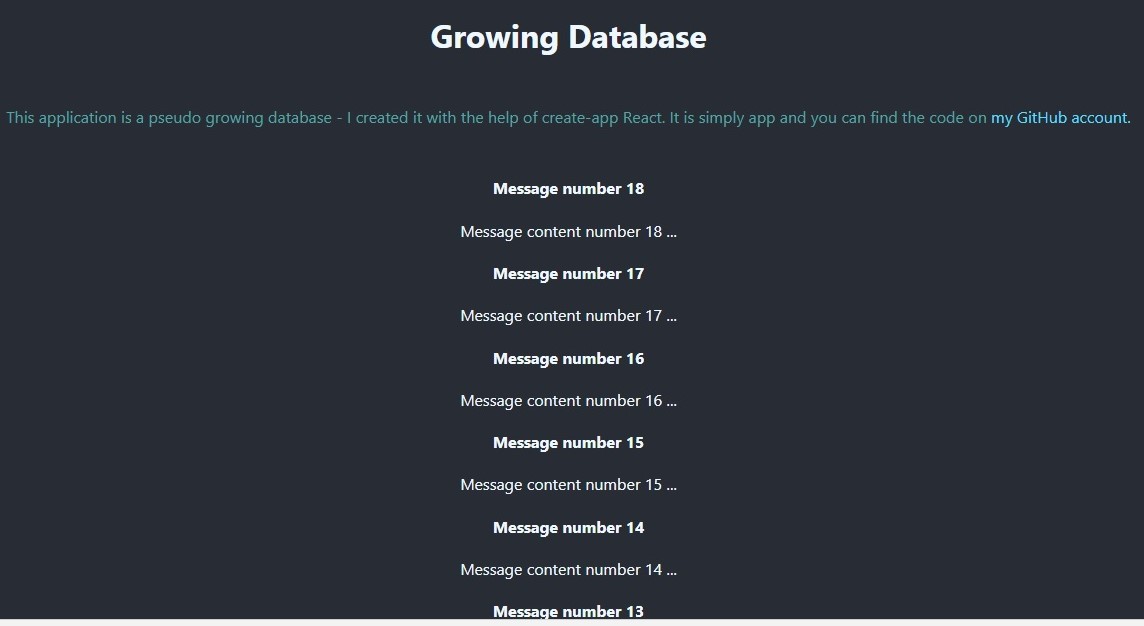 Growing Database
This application is a pseudo growing database - I created it with the help of create-app React. It is simply app and you can find the code on my GitHub account.
Message number 18
Message content number 18 ...
Message number 17
Message content number 17 ...
Message number 16
Message content number 16 ...
Message number 15
Message content number 15 ...
Message number 14
Message content number 14 ...
Message number 13